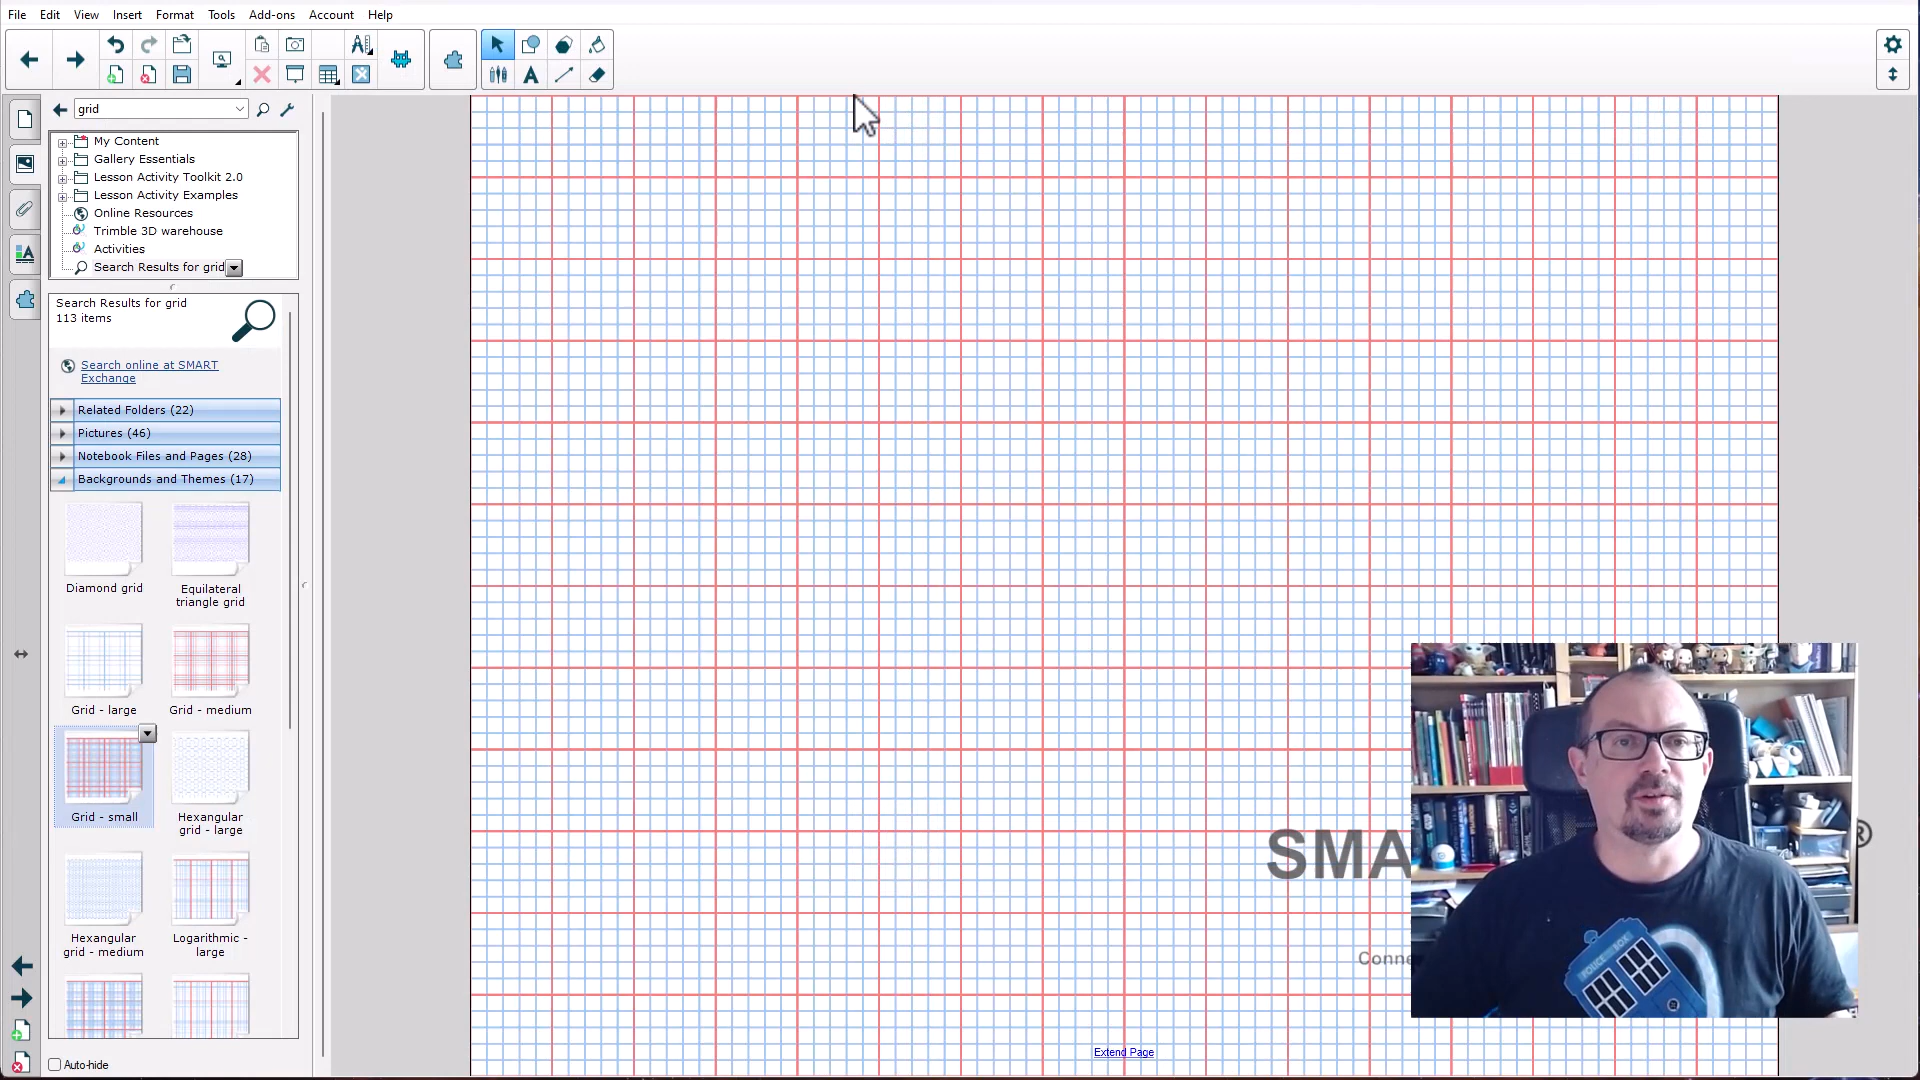 File Edit View Insert Format Tools Add-ons Account Help
grid
My Content
Gallery Essentials
Lesson Activity Toolkit 2.0
Lesson Activity Examples
Online Resources
Trimble 3D warehouse
Activities
Search Results for grid
Search Results for grid
113 items
Search online at SMART
Exchange
Related Folders (22)
Pictures (46)
Notebook Files and Pages (28)
Backgrounds and Themes (17)
Diamond grid
Equilateral
triangle grid
Grid - large
Grid - medium
Grid - small
Hexangular
grid - large
Hexangular
grid - medium
Logarithmic -
large
Auto-hide
SMA
®
Conne
Extend Page
POLICE BOX